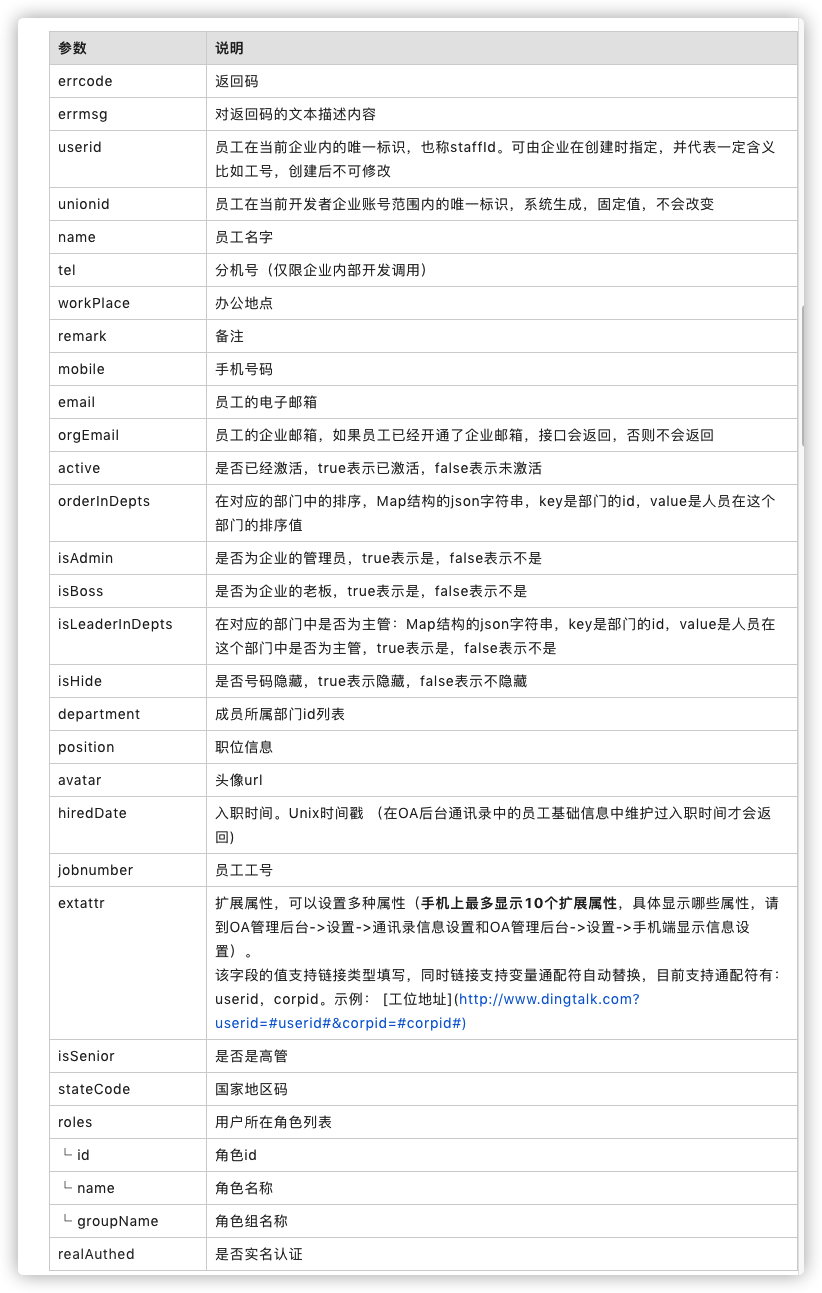 参数 说明
errcode 返回码
errmsg 对返回码的文本描述内容
userid 员工在当前企业内的唯一标识，也称staffId。可由企业在创建时指定，并代表一定含义
比如工号，创建后不可修改
unionid 员工在当前开发者企业账号范围内的唯一标识，系统生成，固定值，不会改变
name 员工名字
tel 分机号（仅限企业内部开发调用）
workPlace 办公地点
remark 备注
mobile 手机号码
email 员工的电子邮箱
orgEmail 员工的企业邮箱，如果员工已经开通了企业邮箱，接口会返回，否则不会返回
active 是否已经激活，true表示已激活，false表示未激活
orderInDepts 在对应的部门中的排序，Map结构的json字符串，key是部门的id，value是人员在这个
部门的排序值
isAdmin 是否为企业的管理员，true表示是，false表示不是
isBoss 是否为企业的老板，true表示是，false表示不是
isLeaderInDepts 在对应的部门中是否为主管：Map结构的json字符串，key是部门的id，value是人员在
这个部门中是否为主管，true表示是，false表示不是
isHide 是否号码隐藏，true表示隐藏，false表示不隐藏
department 成员所属部门id列表
position 职位信息
avatar 头像url
hiredDate 入职时间。Unix时间戳 （在OA后台通讯录中的员工基础信息中维护过入职时间才会返
回)
jobnumber 员工工号
extattr 扩展属性，可以设置多种属性（手机上最多显示10个扩展属性，具体显示哪些属性，请
到OA管理后台->设置->通讯录信息设置和OA管理后台->设置->手机端显示信息设
置）。
该字段的值支持链接类型填写，同时链接支持变量通配符自动替换，目前支持通配符有：
userid，corpid。示例： [工位地址](http://www.dingtalk.com?
userid=#userid#&corpid=#corpid#)
isSenior 是否是高管
stateCode 国家地区码
roles 用户所在角色列表
└ id 角色id
└ name 角色名称
└ groupName 角色组名称
realAuthed 是否实名认证